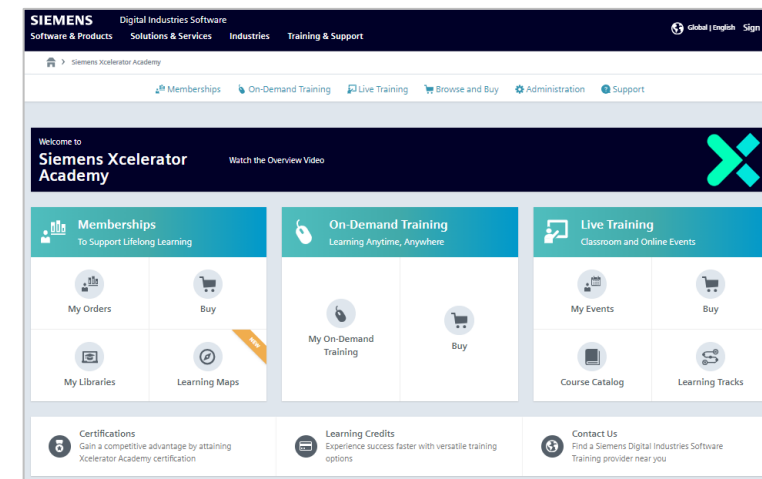 SIEMENS Digital Industries Software
Software & Products Solutions & Services Industries Training & Support
Global | English Sign
> Siemens Xcelerator Academy
Memberships On-Demand Training Live Training Browse and Buy Administration Support
Welcome to
Siemens Xcelerator
Academy
Watch the Overview Video
Memberships
To Support Lifelong Learning
On-Demand Training
Learning Anytime, Anywhere
Live Training
Classroom and Online Events
My Orders
Buy
My Libraries
Learning Maps
NEW
My On-Demand
Training
Buy
My Events
Buy
Course Catalog
Learning Tracks
Certifications
Gain a competitive advantage by attaining
Xcelerator Academy certification
Learning Credits
Experience success faster with versatile training
options
Contact Us
Find a Siemens Digital Industries Software
Training provider near you